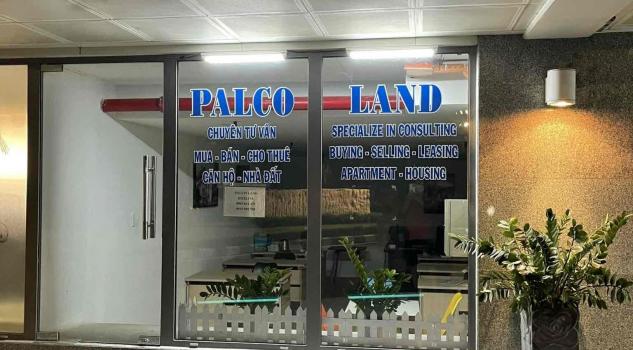 PALCO LAND
CHUYÊN TƯ VẤN
MUA - BÁN - CHO THUÊ
CĂN HỘ - NHÀ ĐẤT
SPECIALIZE IN CONSULTING
BUYING - SELLING - LEASING
APARTMENT - HOUSING